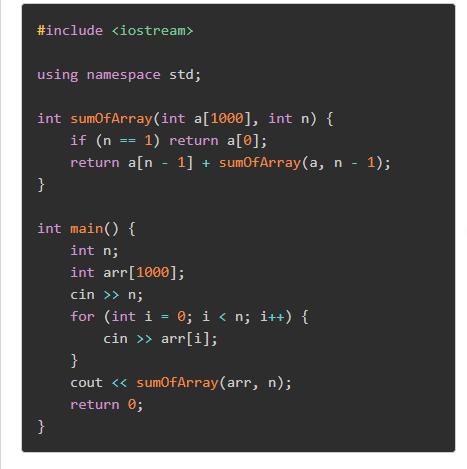 #include <iostream>
using namespace std;
int sumOfArray(int a[1000], int n) {
if (n == 1) return a[0];
return a[n - 1] + sumOfArray(a, n - 1);
}
int main() {
int n;
int arr[1000];
cin >> n;
for (int i = 0; i < n; i++) {
cin >> arr[i];
}
cout << sumOfArray(arr, n);
return 0;
}